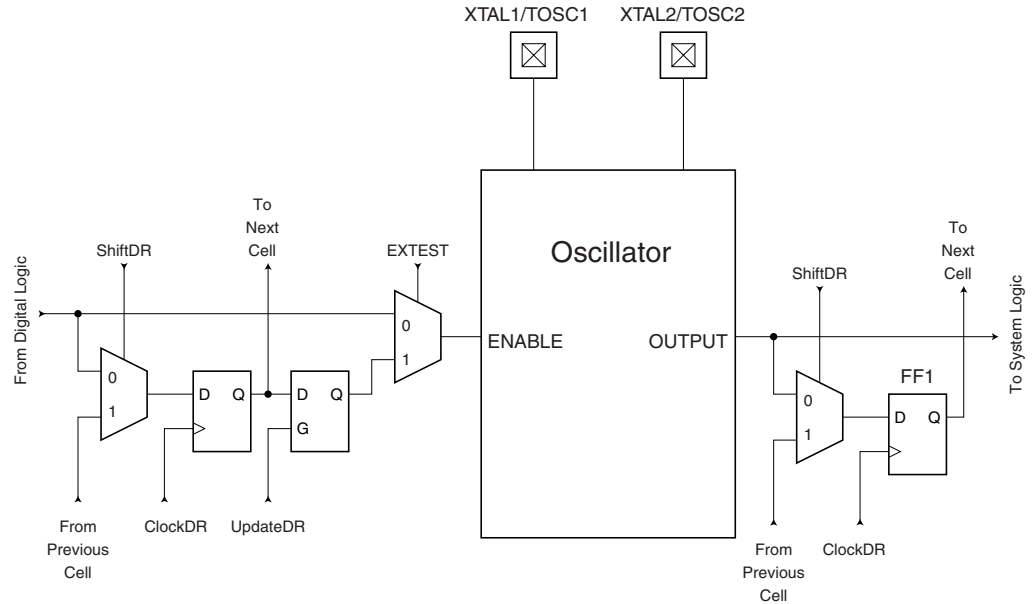 XTAL1/TOSC1
XTAL2/TOSC2
To
Next
Cell
ShiftDR
EXTEST
From Digital Logic
0
1
D
Q
D
Q
G
0
1
From
Previous
Cell
ClockDR
UpdateDR
Oscillator
ENABLE
OUTPUT
To
Next
Cell
ShiftDR
To System Logic
FF1
0
1
D
Q
From
Previous
Cell
ClockDR